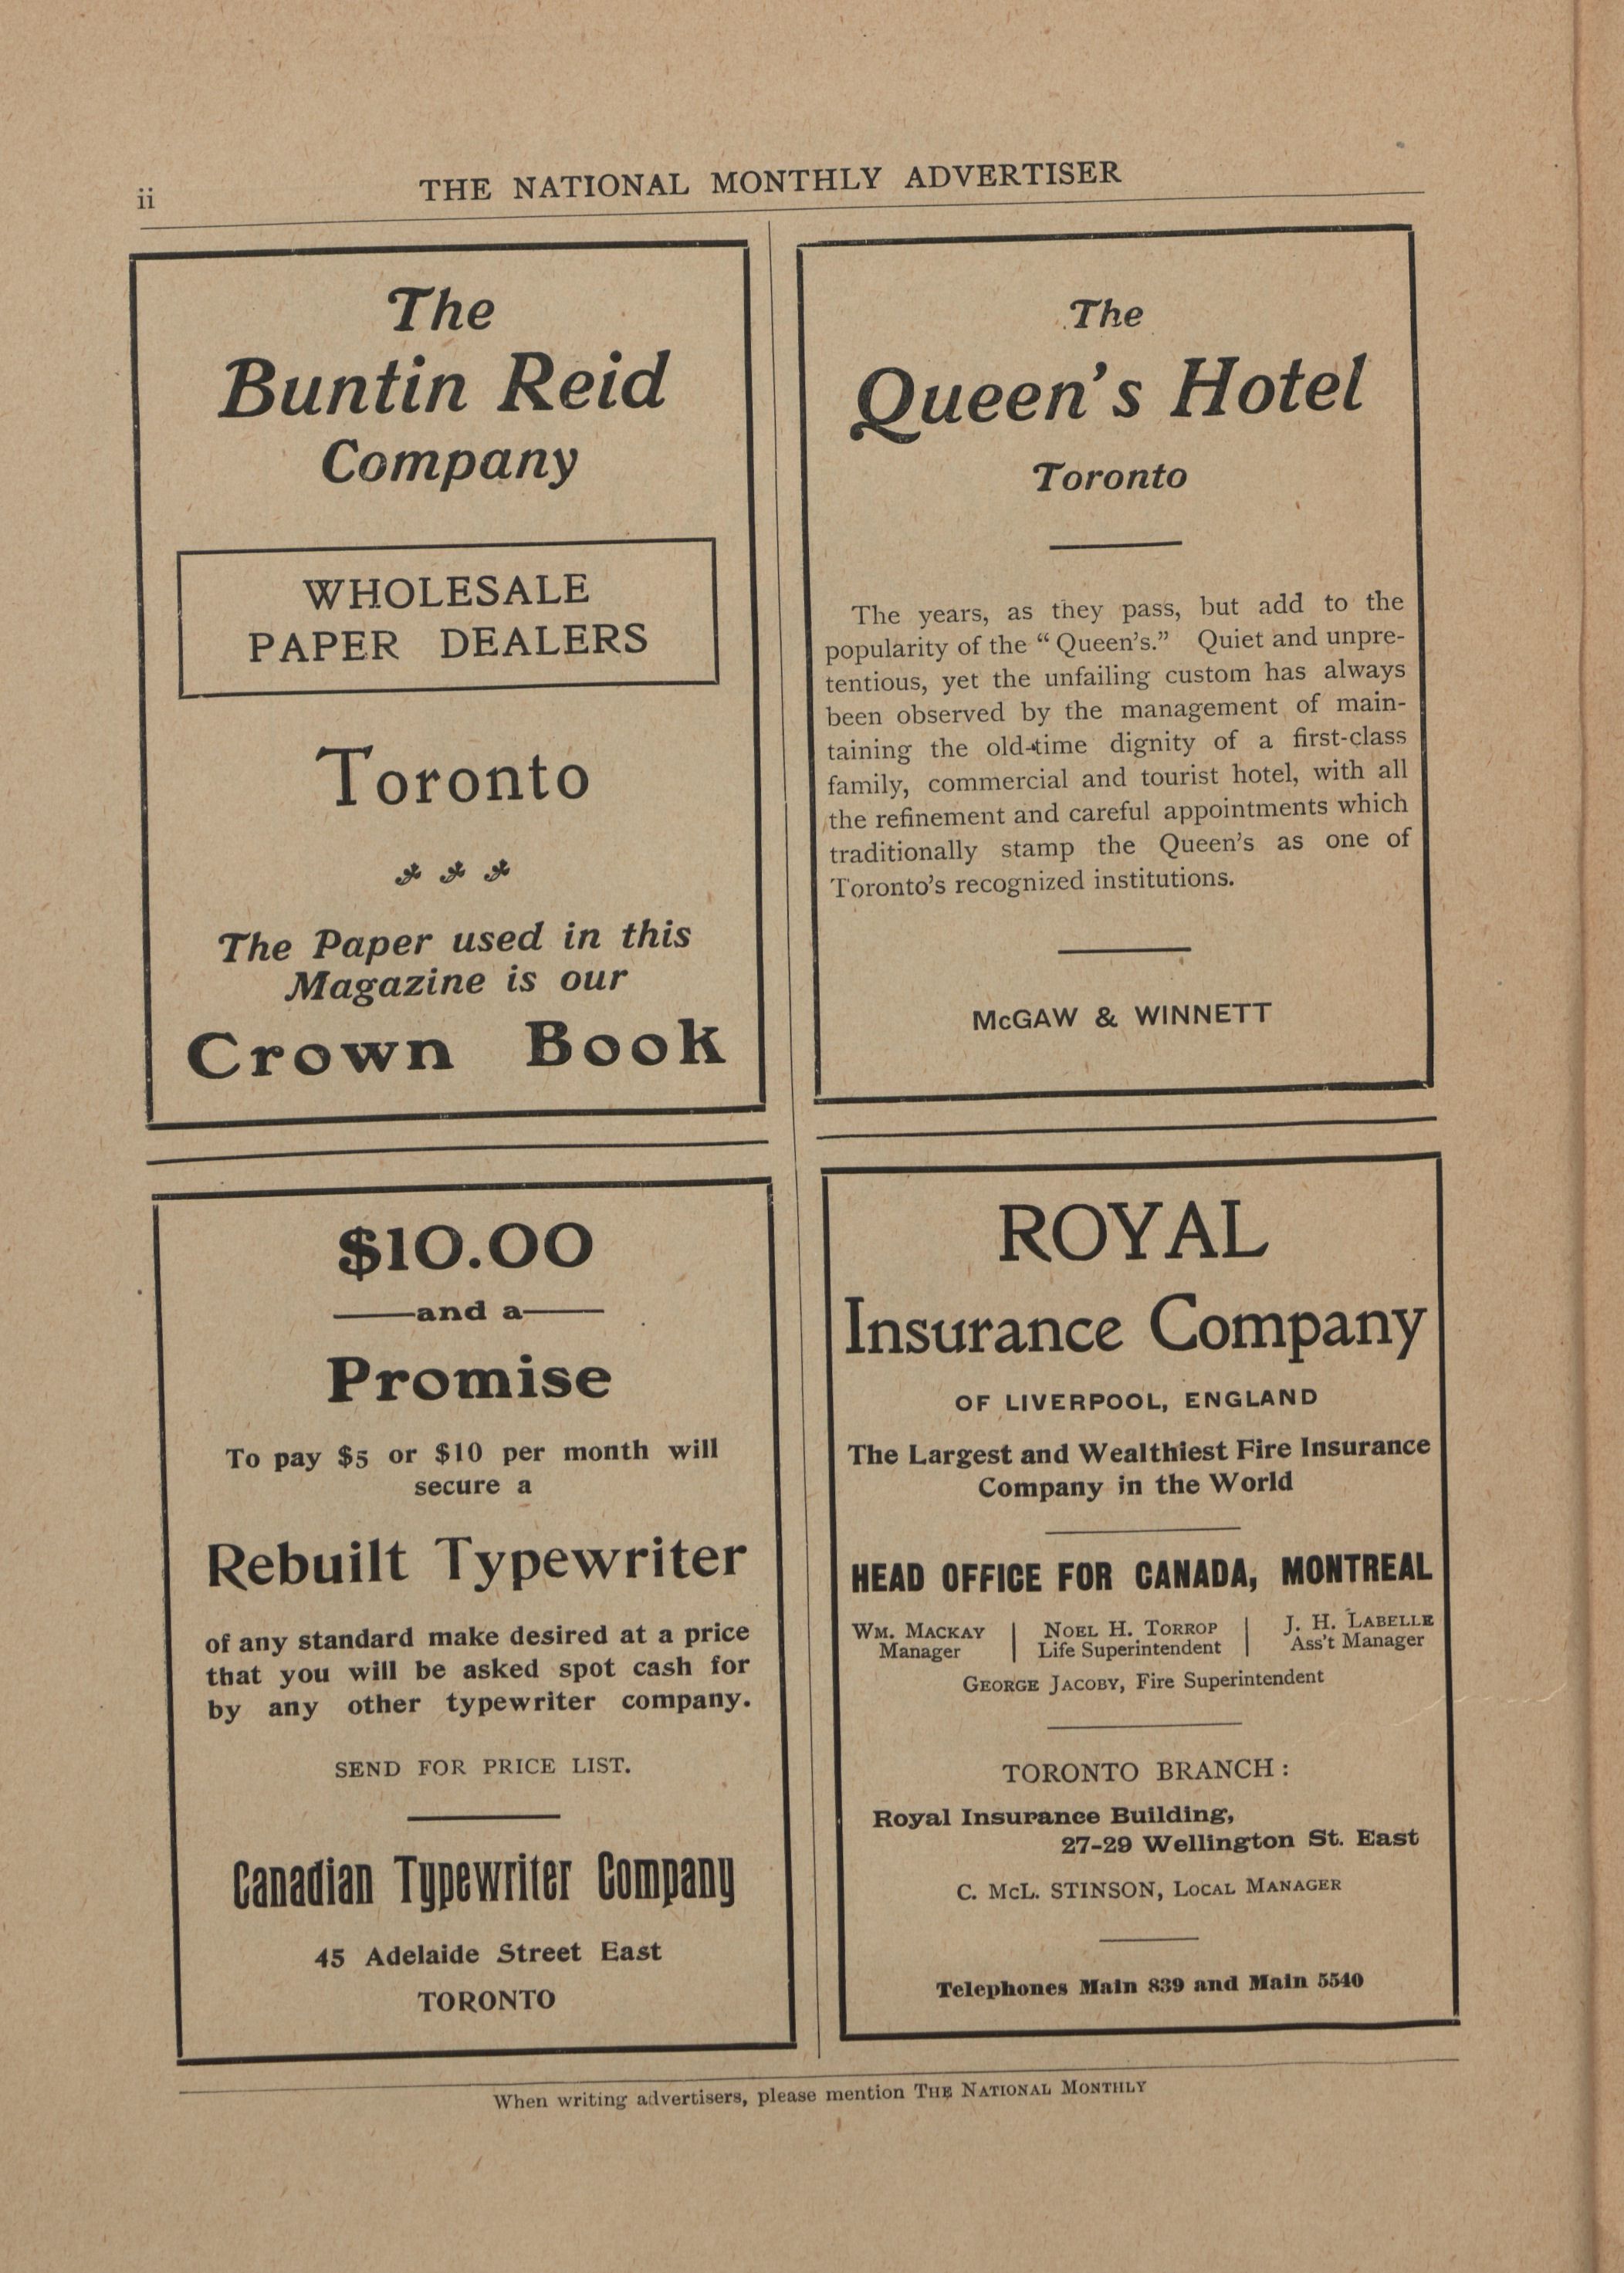 ii
THE NATIONAL MONTHLY ADVERTISER
The
Buntin Reid
Company
WHOLESALE
PAPER DEALERS
Toronto
The Paper used in this
Magazine is our
Crown Book
The
Queen's Hotel
Toronto
The years, as they pass, but add to the
popularity of the "Queen's." Quiet and unpre-
tentious, yet the unfailing custom has always
been observed by the management of main-
taining the old-time dignity of a first-class
family, commercial and tourist hotel, with all
the refinement and careful appointments which
traditionally stamp the Queen's as one of
Toronto's recognized institutions.
McGAW & WINNETT
$10.00
—and a—
Promise
To pay $5 or $10 per month will
secure a
Rebuilt Typewriter
of any standard make desired at a price
that you will be asked spot cash for
by any other typewriter company.
SEND FOR PRICE LIST.
Canadian Typewriter Company
45 Adelaide Street East
TORONTO
ROYAL
Insurance Company
OF LIVERPOOL, ENGLAND
The Largest and Wealthiest Fire Insurance
Company in the World
HEAD OFFICE FOR CANADA, MONTREAL
WM. MACKAY | NOEL H. TORROP | J. H. LABELLE
Manager | Life Superintendent | Ass't Manager
GEORGE JACOBY, Fire Superintendent
TORONTO BRANCH:
Royal Insurance Building,
27-29 Wellington St. East
C. McL. STINSON, LOCAL MANAGER
Telephones Main 839 and Main 5540
When writing advertisers, please mention THE NATIONAL MONTHLY